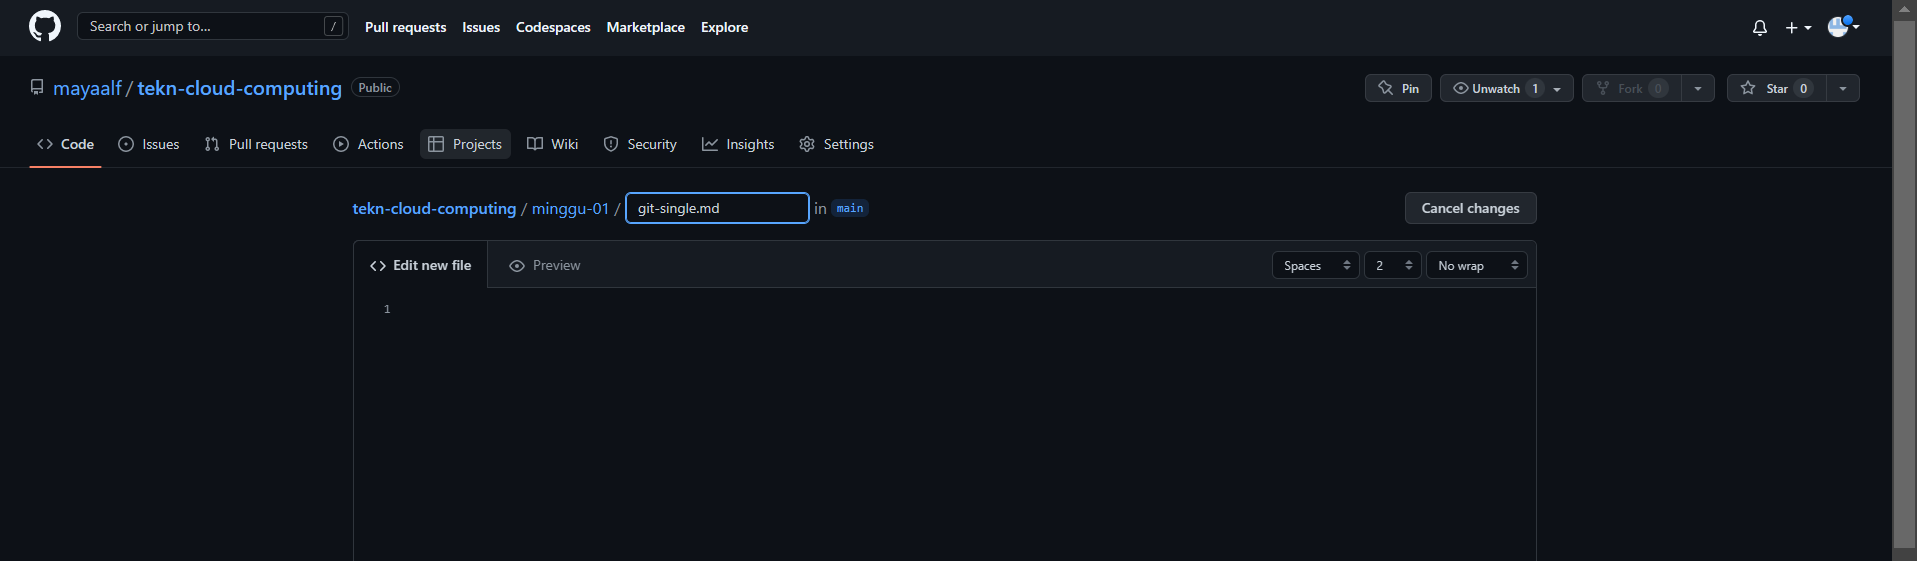 Search or jump to... / Pull requests Issues Codespaces Marketplace Explore
mayaalf / tekn-cloud-computing Public Pin Unwatch 1 Fork 0 Star 0
Code Issues Pull requests Actions Projects Wiki Security Insights Settings
tekn-cloud-computing / minggu-01 / git-single.md in main Cancel changes
Edit new file Preview Spaces 2 No wrap
1